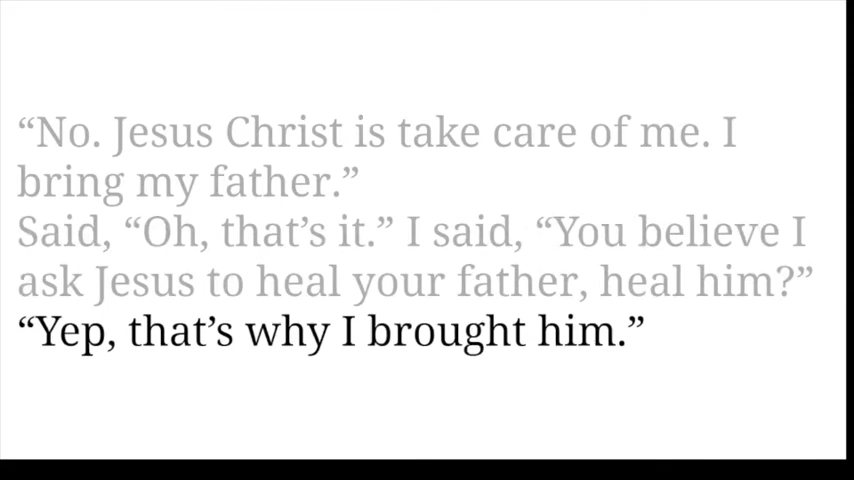 “No. Jesus Christ is take care of me. I
bring my father.”
Said, “Oh, that’s it.” I said, “You believe I
ask Jesus to heal your father, heal him?”
“Yep, that’s why I brought him.”